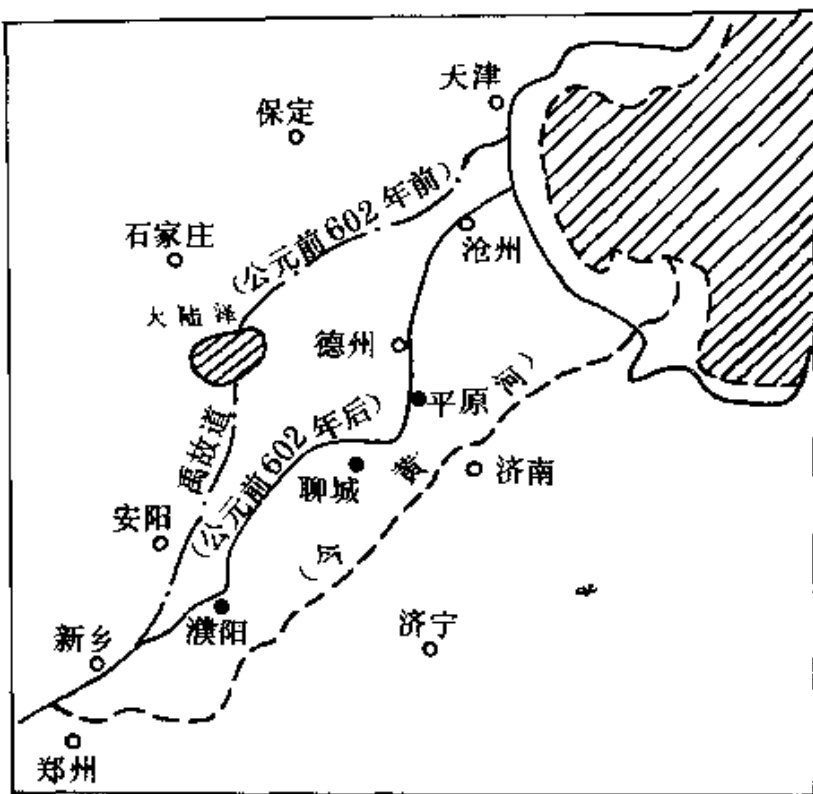 天津
保定
(公元前602年前)
石家庄
沧州
大陆泽
德州
平原
(今黄河)
禹故道
(公元前602年后)
聊城
济南
安阳
濮阳
济宁
新乡
郑州